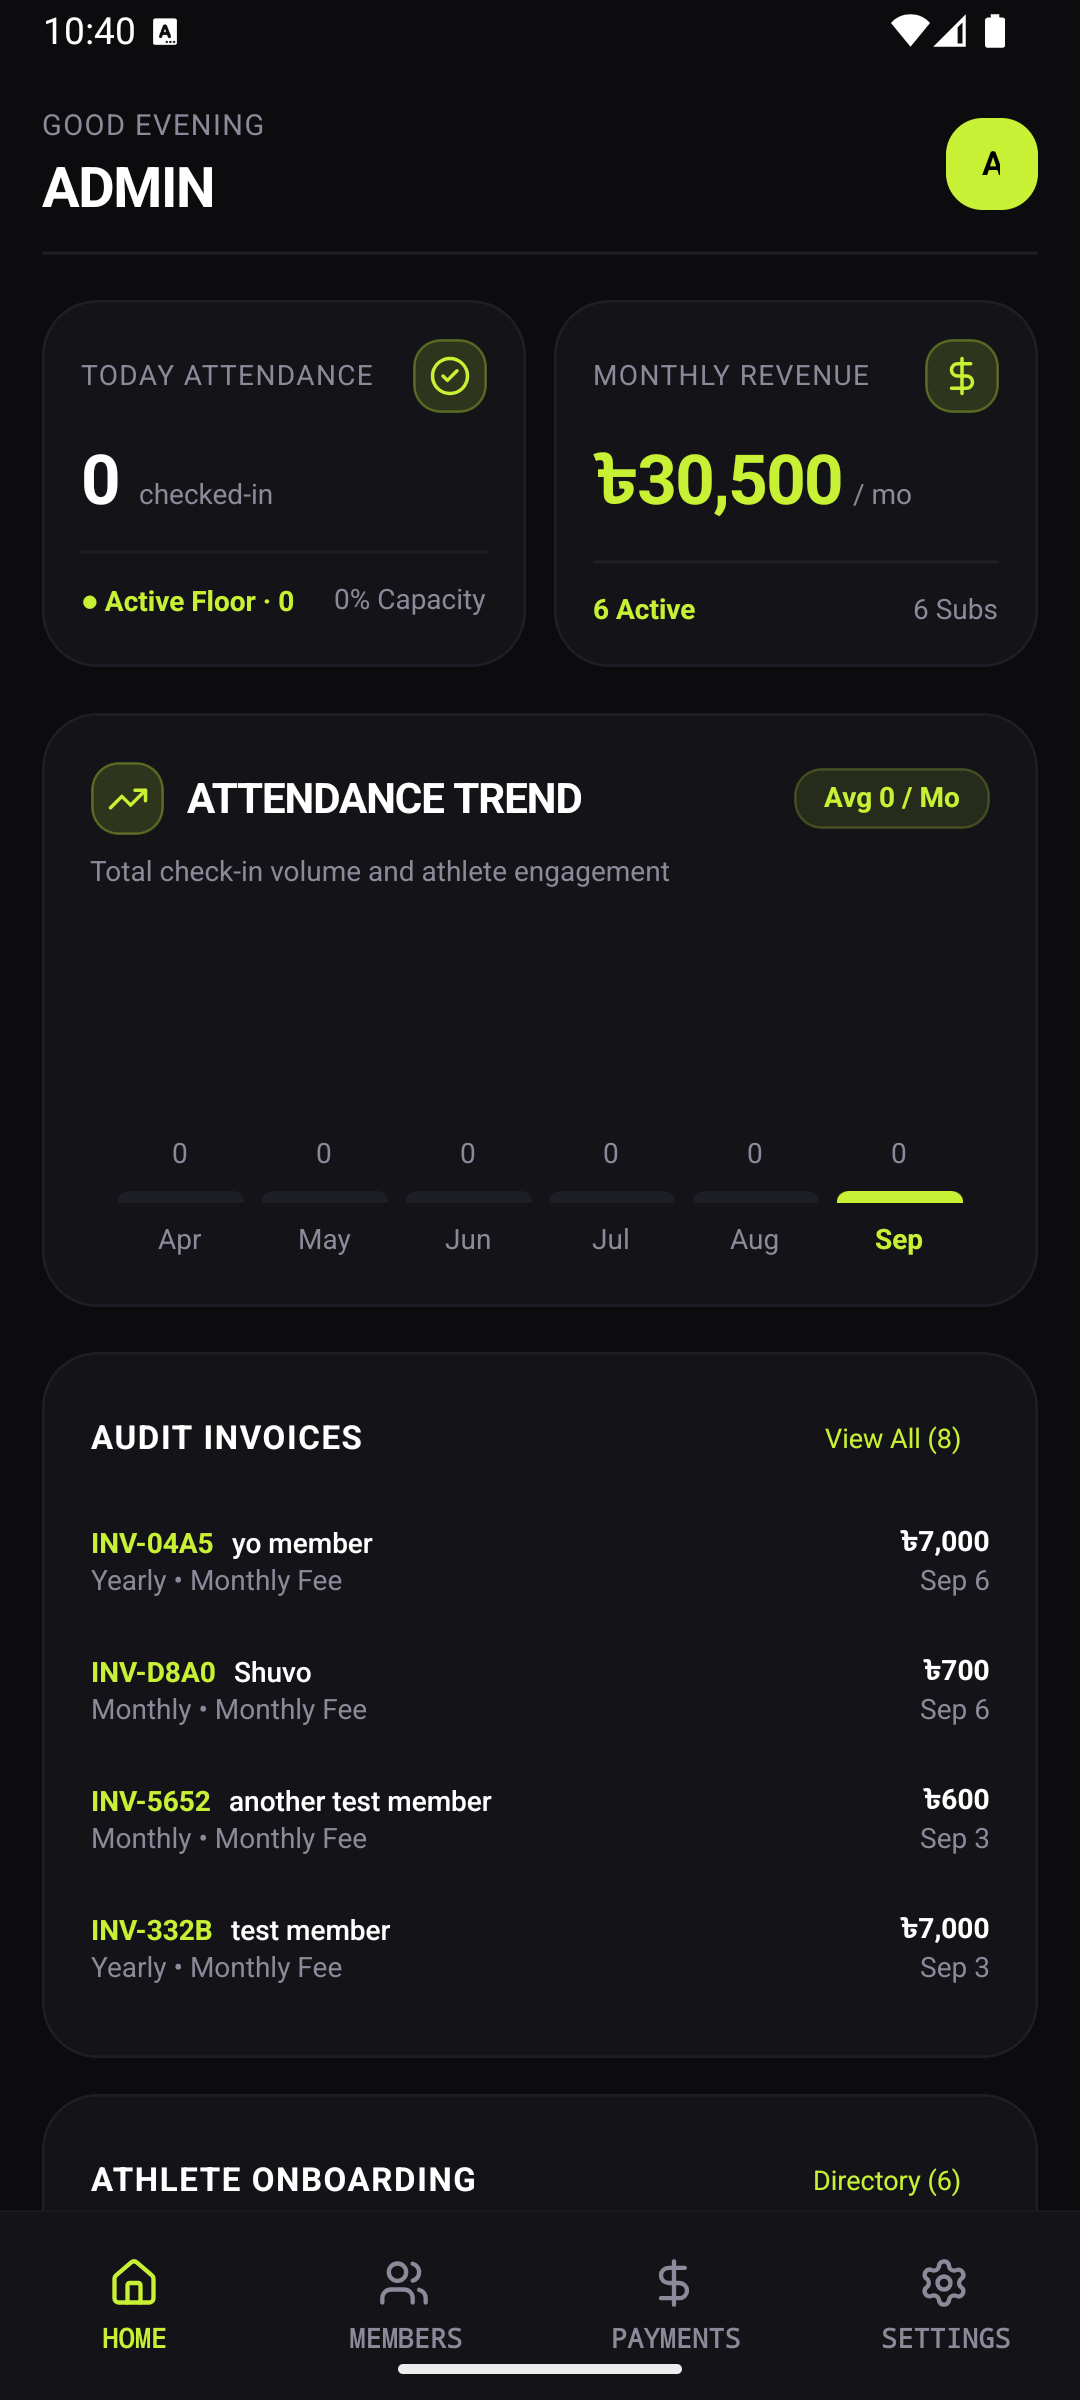 10:40
GOOD EVENING
ADMIN
A
TODAY ATTENDANCE
0 checked-in
Active Floor · 0 0% Capacity
MONTHLY REVENUE
৳30,500 / mo
6 Active 6 Subs
ATTENDANCE TREND Avg 0 / Mo
Total check-in volume and athlete engagement
0 0 0 0 0 0
Apr May Jun Jul Aug Sep
AUDIT INVOICES View All (8)
INV-04A5 yo member ৳7,000
Yearly • Monthly Fee Sep 6
INV-D8A0 Shuvo ৳700
Monthly • Monthly Fee Sep 6
INV-5652 another test member ৳600
Monthly • Monthly Fee Sep 3
INV-332B test member ৳7,000
Yearly • Monthly Fee Sep 3
ATHLETE ONBOARDING Directory (6)
HOME MEMBERS PAYMENTS SETTINGS